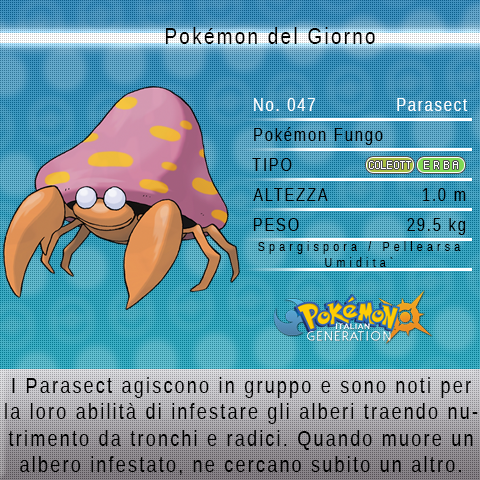 Pokémon del Giorno
No. 047 Parasect
Pokémon Fungo
TIPO COLEOTT ERBA
ALTEZZA 1.0 m
PESO 29.5 kg
Spargispora / Pellearsa
Umidita`
POKéMON
ITALIAN
GENERATION
I Parasect agiscono in gruppo e sono noti per
la loro abilità di infestare gli alberi traendo nu-
trimento da tronchi e radici. Quando muore un
albero infestato, ne cercano subito un altro.